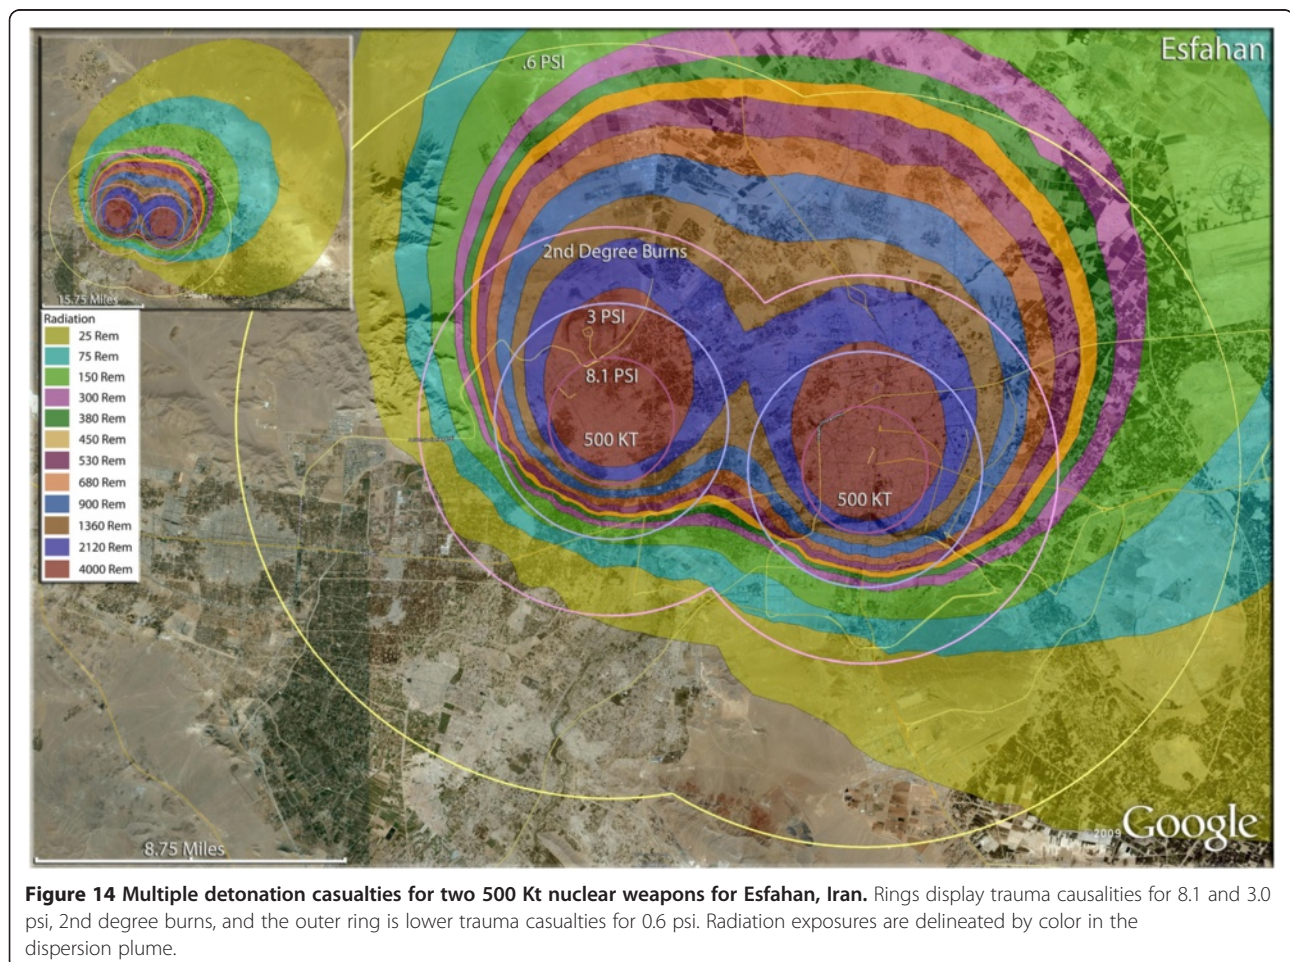 Esfahan
.6 PSI
2nd Degree Burns
3 PSI
8.1 PSI
500 KT
500 KT
15.75 Miles
Radiation
25 Rem
75 Rem
150 Rem
300 Rem
380 Rem
450 Rem
530 Rem
680 Rem
900 Rem
1360 Rem
2120 Rem
4000 Rem
8.75 Miles
2009 Google
Figure 14 Multiple detonation casualties for two 500 Kt nuclear weapons for Esfahan, Iran. Rings display trauma causalities for 8.1 and 3.0
psi, 2nd degree burns, and the outer ring is lower trauma casualties for 0.6 psi. Radiation exposures are delineated by color in the
dispersion plume.